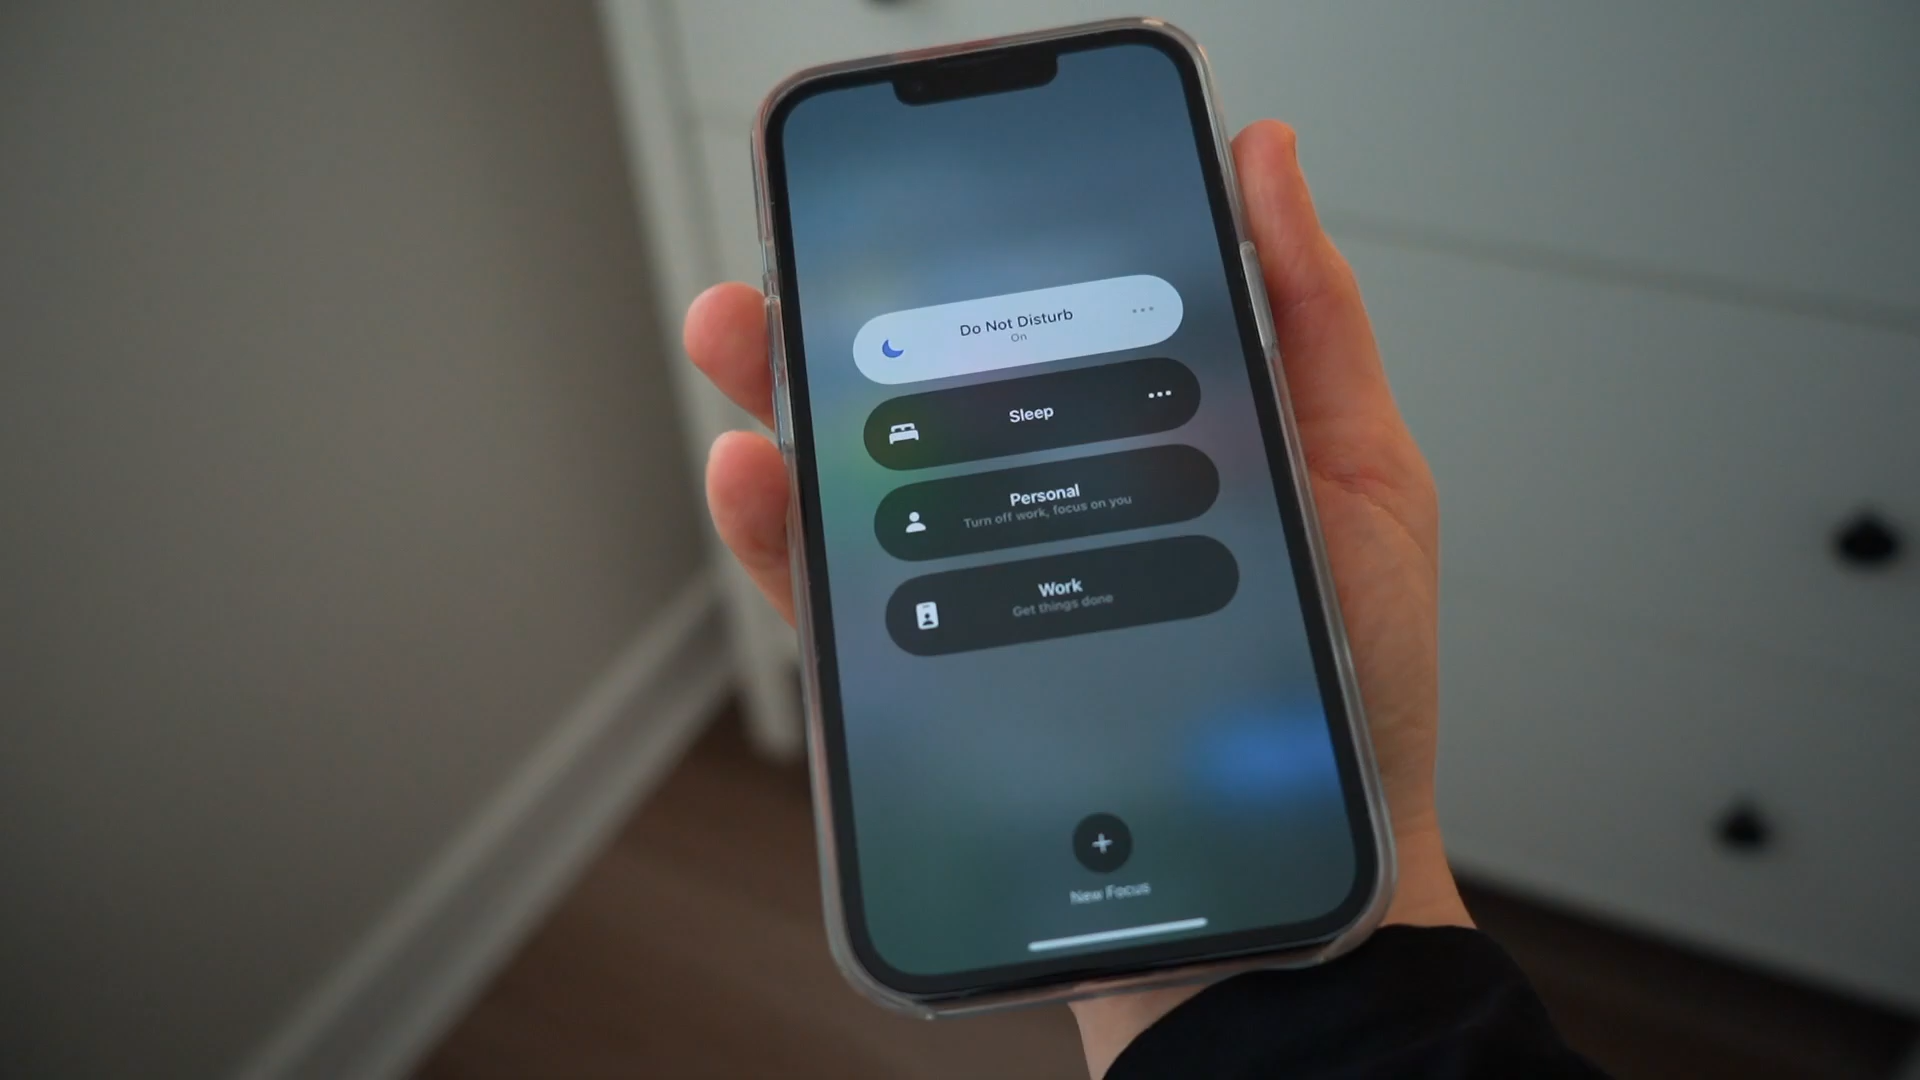 Do Not Disturb
On
Sleep
Personal
Turn off work, focus on you
Work
Get things done
New Focus